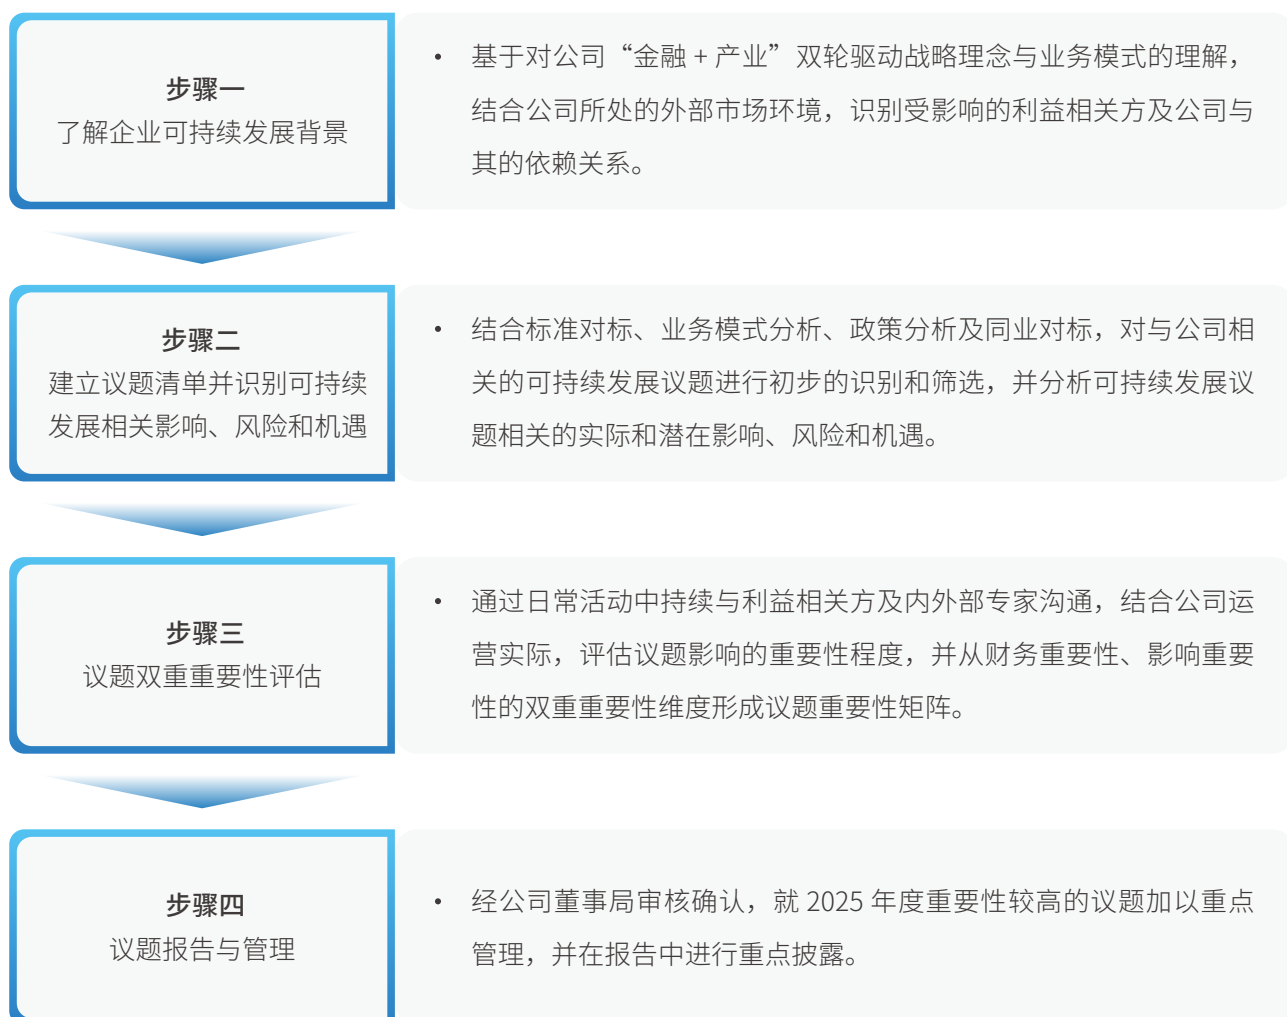 步骤一
了解企业可持续发展背景
• 基于对公司“金融 + 产业”双轮驱动战略理念与业务模式的理解，
结合公司所处的外部市场环境，识别受影响的利益相关方及公司与
其的依赖关系。
步骤二
建立议题清单并识别可持续
发展相关影响、风险和机遇
• 结合标准对标、业务模式分析、政策分析及同业对标，对与公司相
关的可持续发展议题进行初步的识别和筛选，并分析可持续发展议
题相关的实际和潜在影响、风险和机遇。
步骤三
议题双重重要性评估
• 通过日常活动中持续与利益相关方及内外部专家沟通，结合公司运
营实际，评估议题影响的重要性程度，并从财务重要性、影响重要
性的双重重要性维度形成议题重要性矩阵。
步骤四
议题报告与管理
• 经公司董事局审核确认，就 2025 年度重要性较高的议题加以重点
管理，并在报告中进行重点披露。